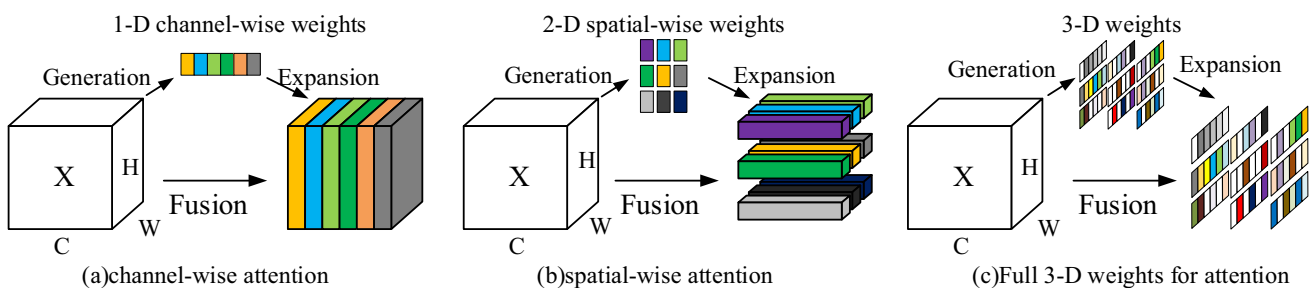 1-D channel-wise weights
Generation
Expansion
X
H
W
C
Fusion
(a)channel-wise attention
2-D spatial-wise weights
Generation
Expansion
X
H
W
C
Fusion
(b)spatial-wise attention
3-D weights
Generation
Expansion
X
H
W
C
Fusion
(c)Full 3-D weights for attention